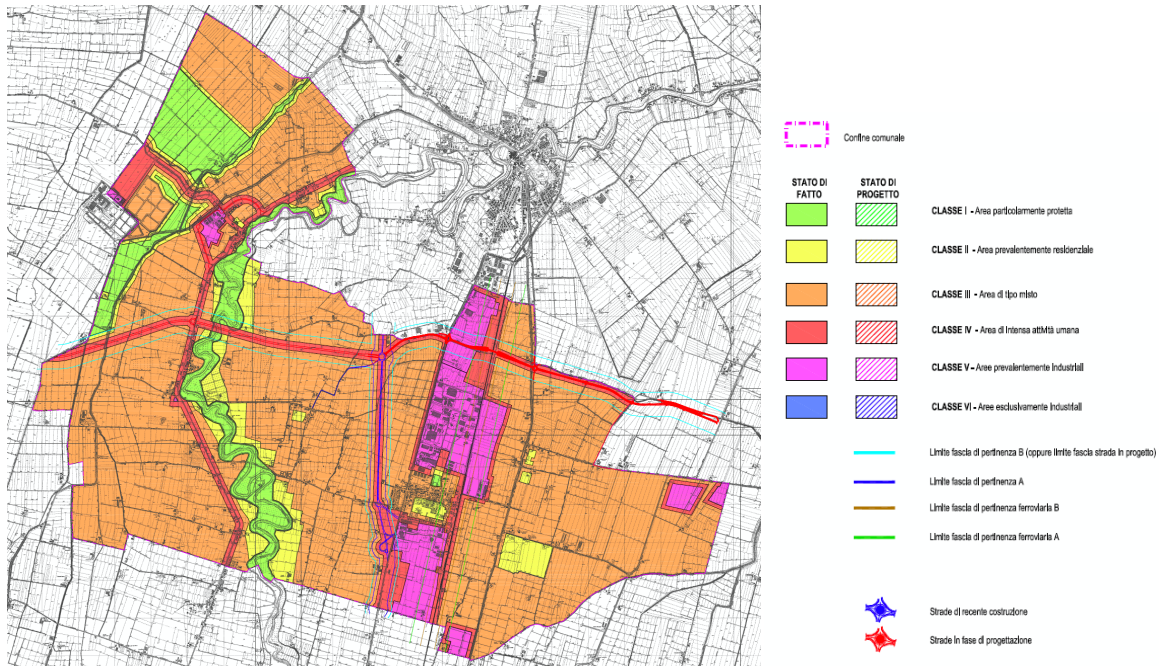 Confine comunale
STATO DI FATTO
STATO DI PROGETTO
CLASSE I - Area particolarmente protetta
CLASSE II - Area prevalentemente residenziale
CLASSE III - Area di tipo misto
CLASSE IV - Area di intensa attività umana
CLASSE V - Aree prevalentemente industriali
CLASSE VI - Aree esclusivamente industriali
Limite fascia di pertinenza B (oppure limite fascia strada in progetto)
Limite fascia di pertinenza A
Limite fascia di pertinenza ferroviaria B
Limite fascia di pertinenza ferroviaria A
Strade di recente costruzione
Strade in fase di progettazione